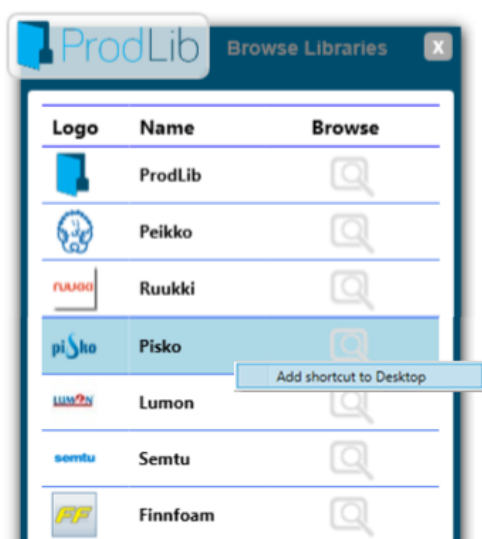 ProdLib Browse Libraries X
Logo Name Browse
ProdLib
Peikko
ruukki Ruukki
piSko Pisko
Add shortcut to Desktop
LUMON Lumon
semtu Semtu
FF Finnfoam